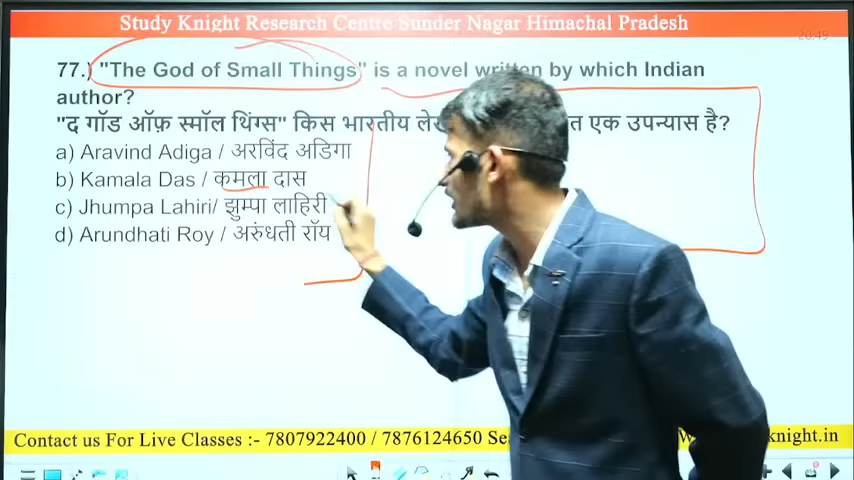 Study Knight Research Centre Sunder Nagar Himachal Pradesh
20:49
77.) "The God of Small Things" is a novel written by which Indian
author?
"द गॉड ऑफ़ स्मॉल थिंग्स" किस भारतीय एक उपन्यास है?
a) Aravind Adiga / अरविंद अडिगा
b) Kamala Das / कमला दास
c) Jhumpa Lahiri/ झुम्पा लाहिरी
d) Arundhati Roy / अरुंधती रॉय
Contact us For Live Classes :- 7807922400 / 7876124650